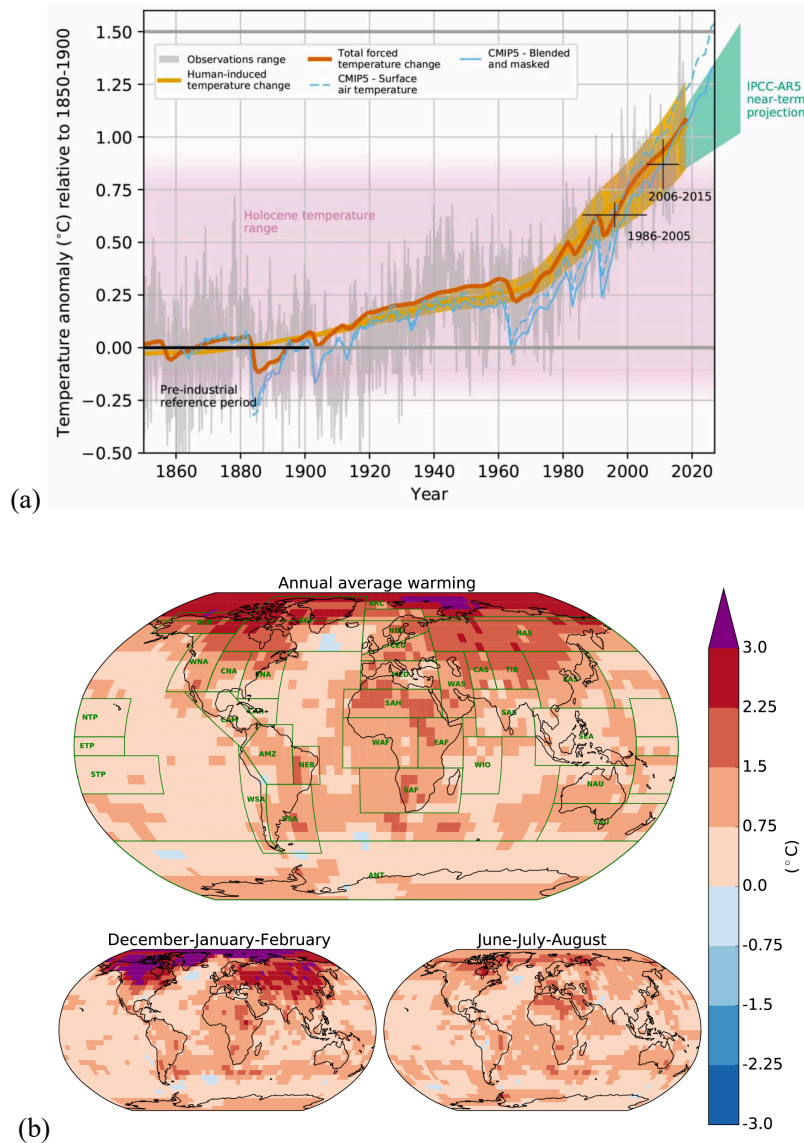 1.50
1.25
1.00
0.75
0.50
0.25
0.00
−0.25
−0.50
Temperature anomaly (°C) relative to 1850-1900
Observations range
Human-induced
temperature change
Total forced
temperature change
CMIP5 - Surface
air temperature
CMIP5 - Blended
and masked
IPCC-AR5
near-term
projection
Holocene temperature
range
2006-2015
1986-2005
Pre-industrial
reference period
1860 1880 1900 1920 1940 1960 1980 2000 2020
Year
(a)
Annual average warming
ARC
NAS
WNA
CNA
ENA
CEU
MED
WAS
CAS
TIB
EAS
CAM
SAH
SAS
NTP
ETP
STP
AMZ
NEB
WAF
EAF
WIO
SEA
WSA
SSA
SAF
NAU
SAU
ANT
3.0
2.25
1.5
0.75
0.0
-0.75
-1.5
-2.25
-3.0
(°C)
December-January-February
June-July-August
(b)